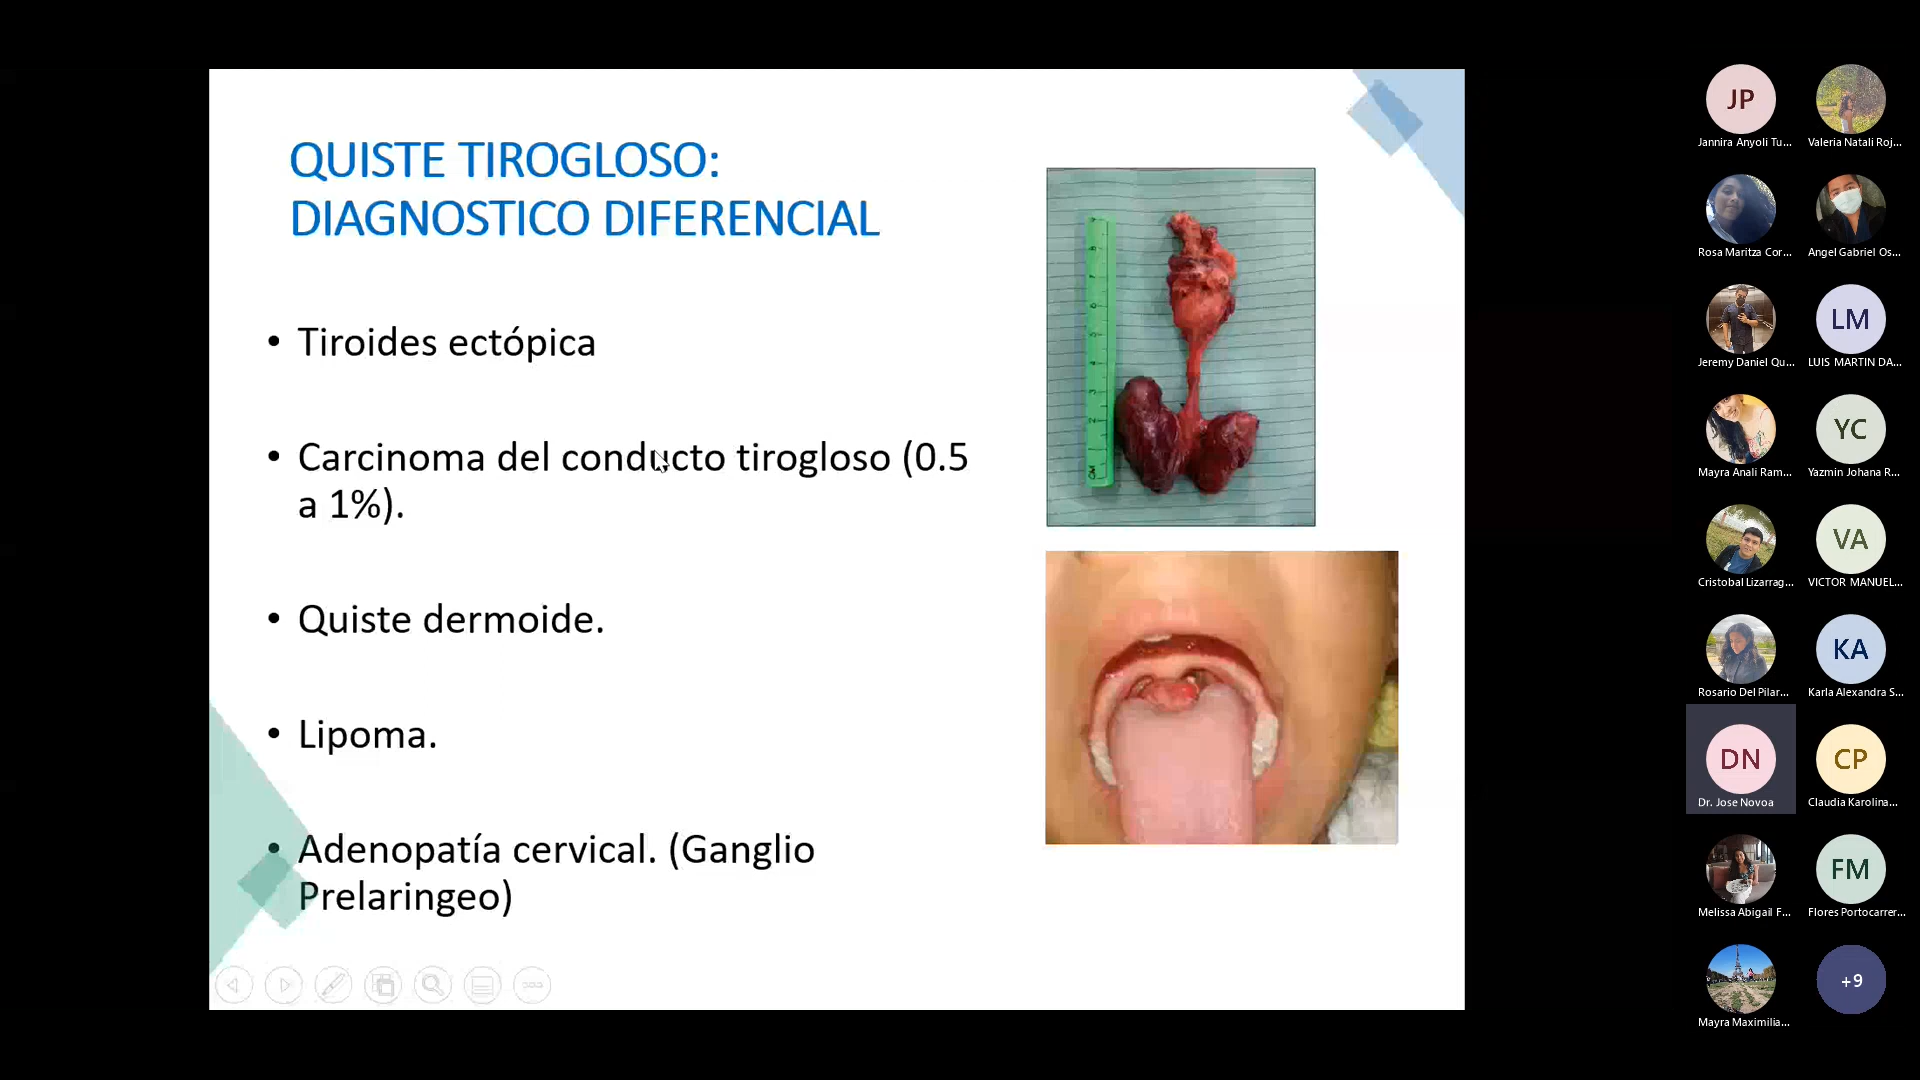 QUISTE TIROGLOSO:
DIAGNOSTICO DIFERENCIAL
• Tiroides ectópica
• Carcinoma del conducto tirogloso (0.5
a 1%).
• Quiste dermoide.
• Lipoma.
• Adenopatía cervical. (Ganglio
Prelaringeo)
JP
Jannira Anyoli Tu...
Valeria Natali Roj...
Rosa Maritza Cor...
Angel Gabriel Os...
Jeremy Daniel Qu...
LM
LUIS MARTIN DA...
Mayra Anali Ram...
YC
Yazmin Johana R...
Cristobal Lizarrag...
VA
VICTOR MANUEL...
Rosario Del Pilar...
KA
Karla Alexandra S...
DN
Dr. Jose Novoa
CP
Claudia Karolina...
Melissa Abigail F...
FM
Flores Portocarrer...
Mayra Maximilia...
+9